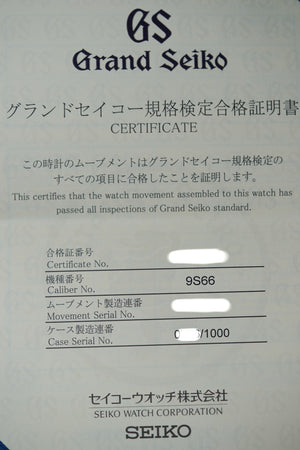 GS
Grand Seiko
グランドセイコー規格検定合格証明書
CERTIFICATE
この時計のムーブメントはグランドセイコー規格検定の
すべての項目に合格したことを証明します。
This certifies that the watch movement assembled to this watch has
passed all inspections of Grand Seiko standard.
合格証番号
Certificate No.
機種番号
Caliber No.
9S66
ムーブメント製造連番
Movement Serial No.
ケース製造連番
Case Serial No.
/1000
セイコーウオッチ株式会社
SEIKO WATCH CORPORATION
SEIKO